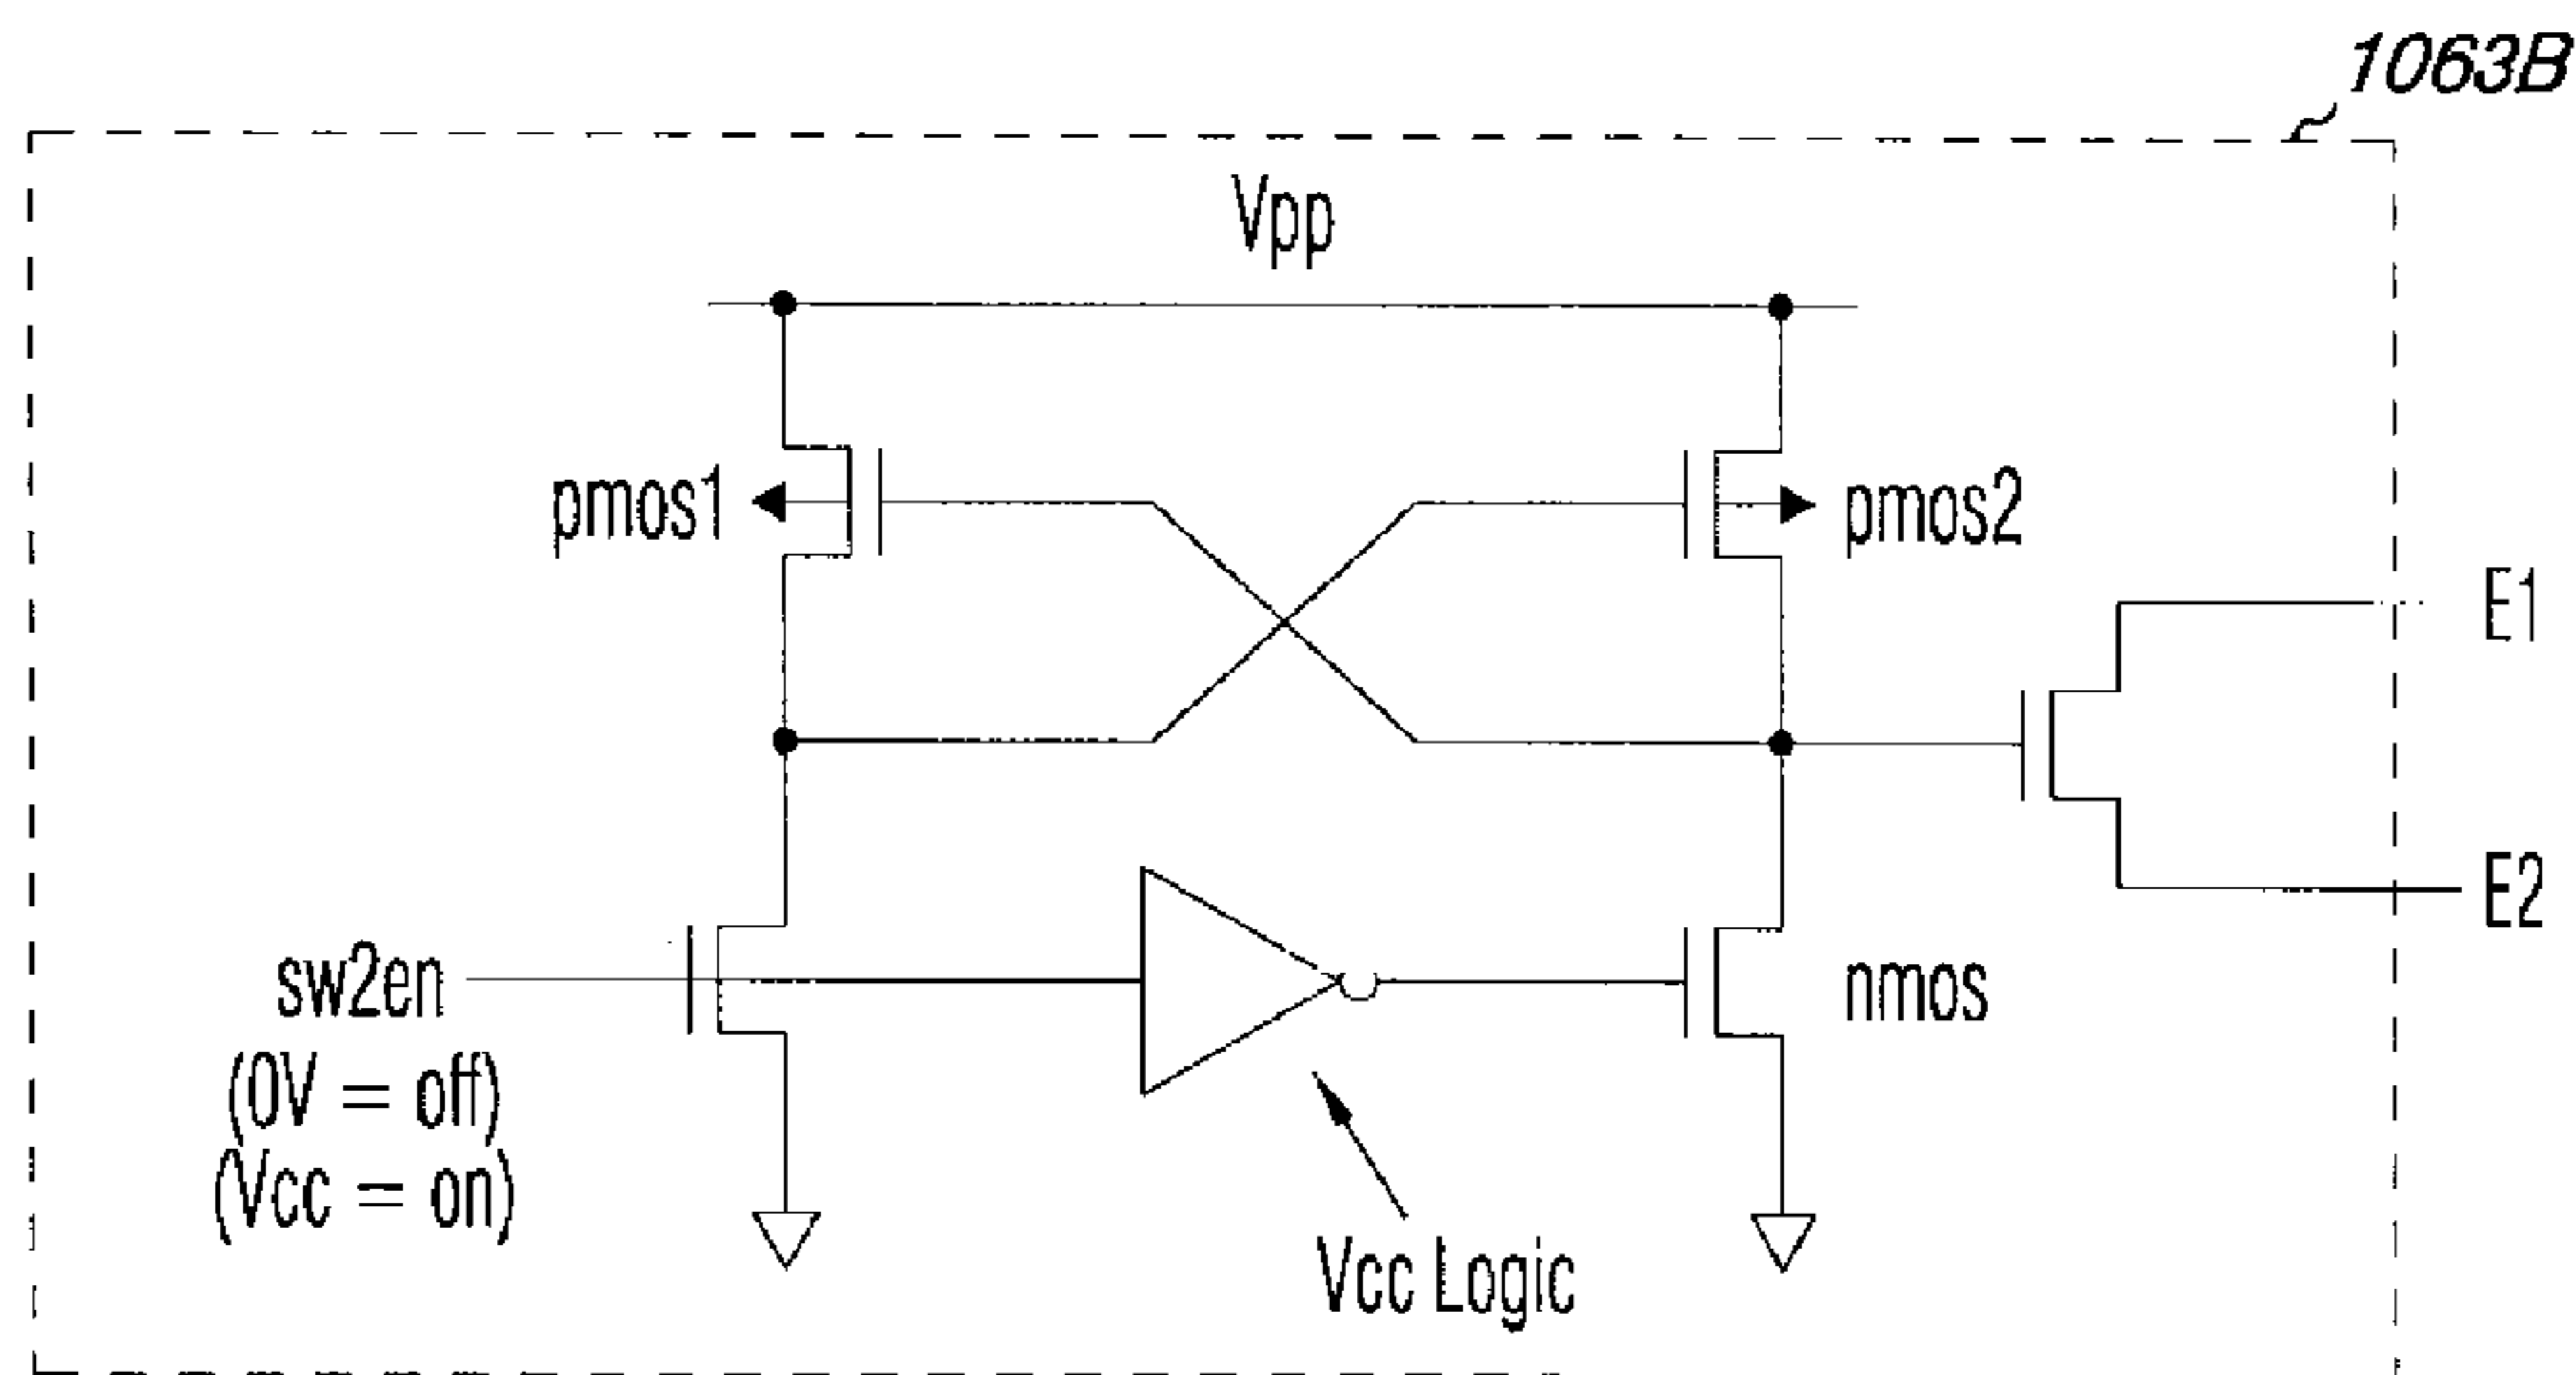 1063B
Vpp
pmos1
pmos2
E1
E2
sw2en
(0V = off)
(Vcc = on)
nmos
Vcc Logic